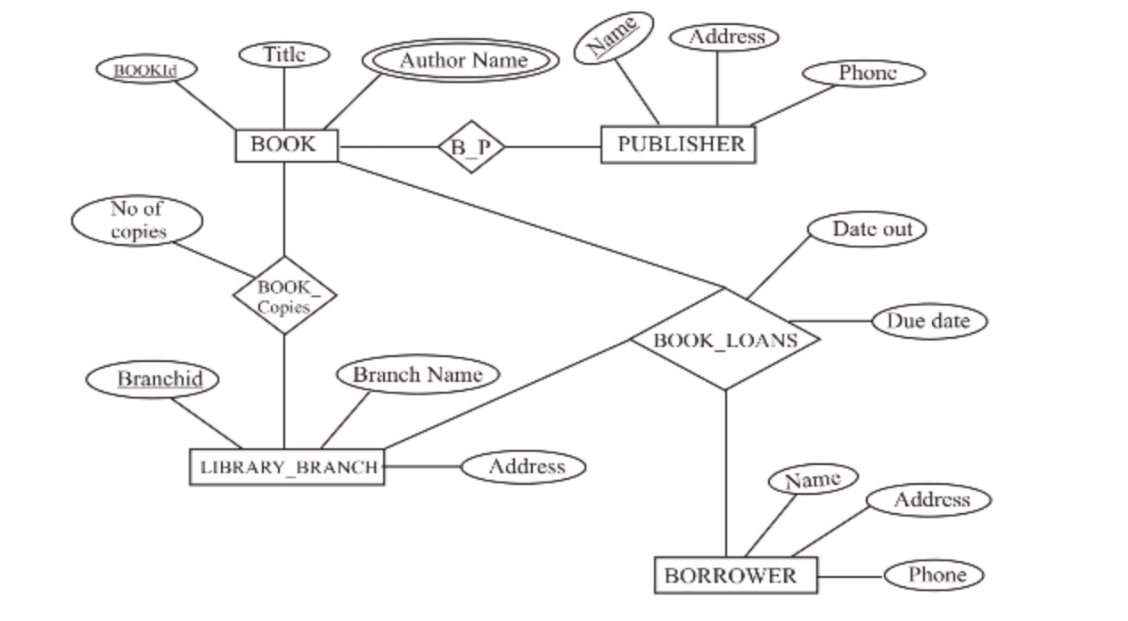 Name
Address
Title
Author Name
BOOKId
Phone
BOOK
B_P
PUBLISHER
No of
copies
Date out
BOOK_
Copies
Due date
BOOK_LOANS
Branchid
Branch Name
LIBRARY_BRANCH
Address
Name
Address
BORROWER
Phone